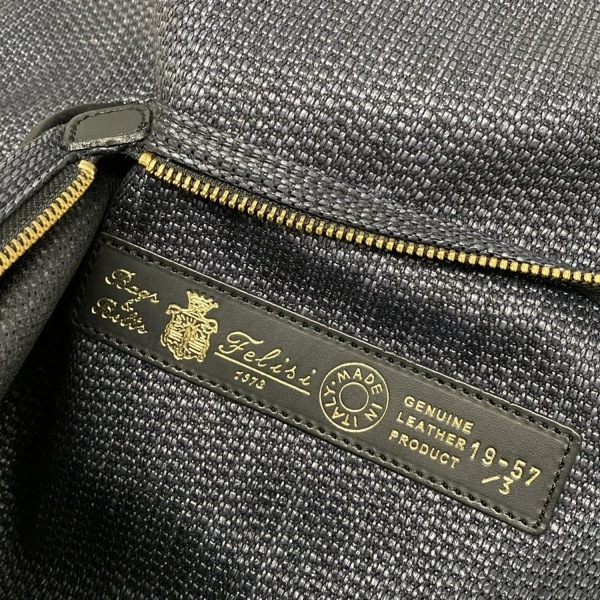 Bags
&
Belts
Felisi
1973
MADE IN ITALY
GENUINE
LEATHER
PRODUCT
19-57
/3